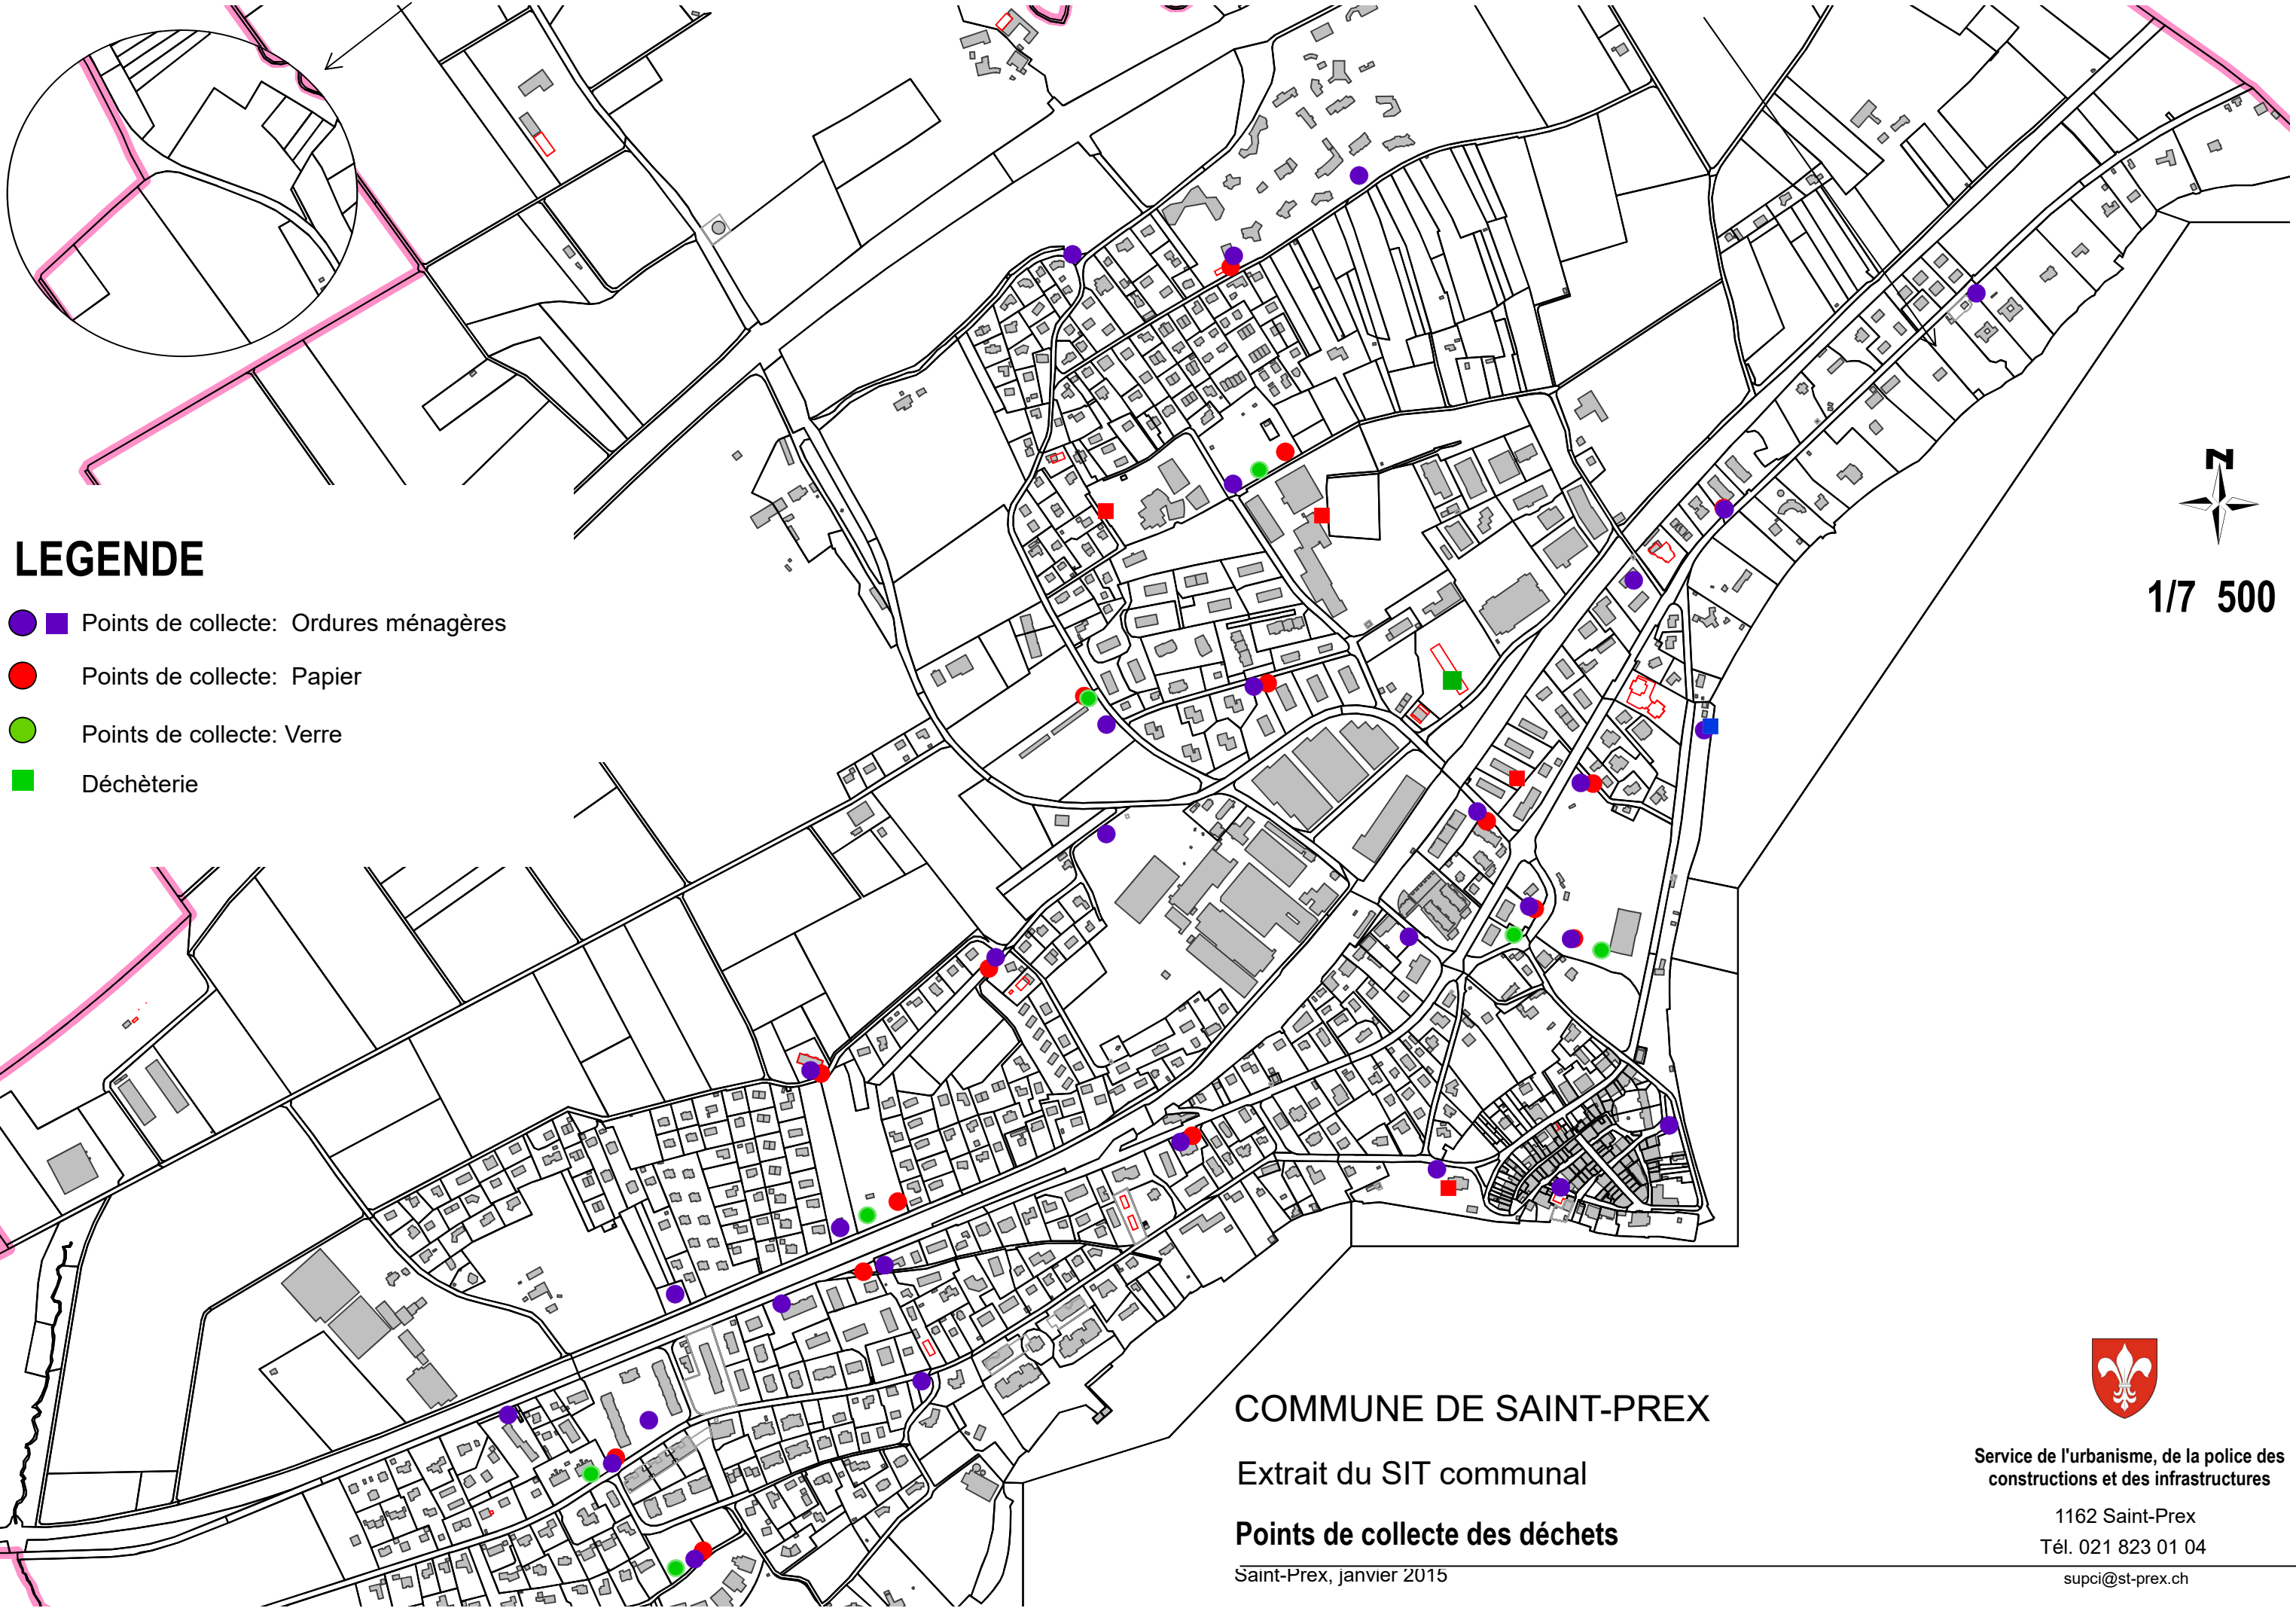 LEGENDE
Points de collecte: Ordures ménagères
Points de collecte: Papier
Points de collecte: Verre
Déchèterie
N
1/7 500
COMMUNE DE SAINT-PREX
Extrait du SIT communal
Points de collecte des déchets
Saint-Prex, janvier 2015
Service de l'urbanisme, de la police des
constructions et des infrastructures
1162 Saint-Prex
Tél. 021 823 01 04
supci@st-prex.ch